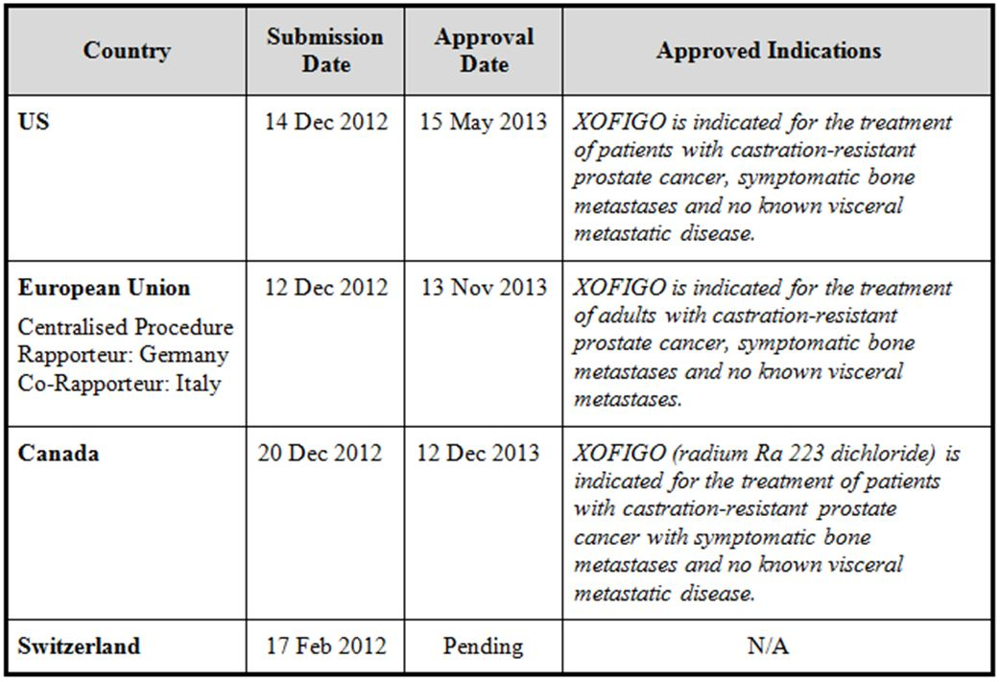 Country
Submission
Date
Approval
Date
Approved Indications
US
14 Dec 2012
15 May 2013
XOFIGO is indicated for the treatment
of patients with castration-resistant
prostate cancer, symptomatic bone
metastases and no known visceral
metastatic disease.
European Union
Centralised Procedure
Rapporteur: Germany
Co-Rapporteur: Italy
12 Dec 2012
13 Nov 2013
XOFIGO is indicated for the treatment
of adults with castration-resistant
prostate cancer, symptomatic bone
metastases and no known visceral
metastases.
Canada
20 Dec 2012
12 Dec 2013
XOFIGO (radium Ra 223 dichloride) is
indicated for the treatment of patients
with castration-resistant prostate
cancer with symptomatic bone
metastases and no known visceral
metastatic disease.
Switzerland
17 Feb 2012
Pending
N/A